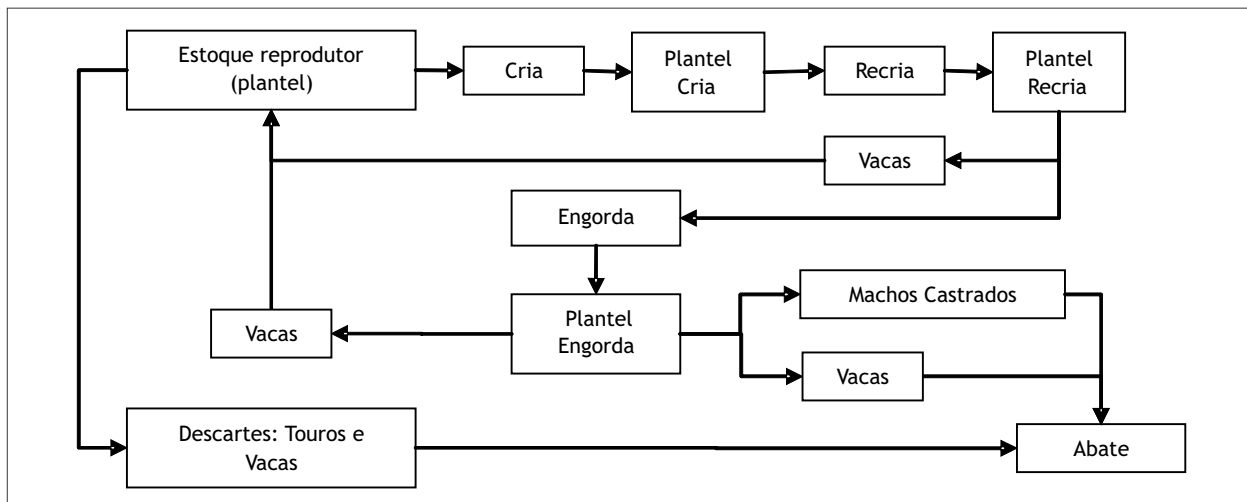 Estoque reprodutor
(plantel)
Cria
Plantel
Cria
Recria
Plantel
Recria
Vacas
Engorda
Plantel
Engorda
Machos Castrados
Vacas
Vacas
Descartes: Touros e
Vacas
Abate